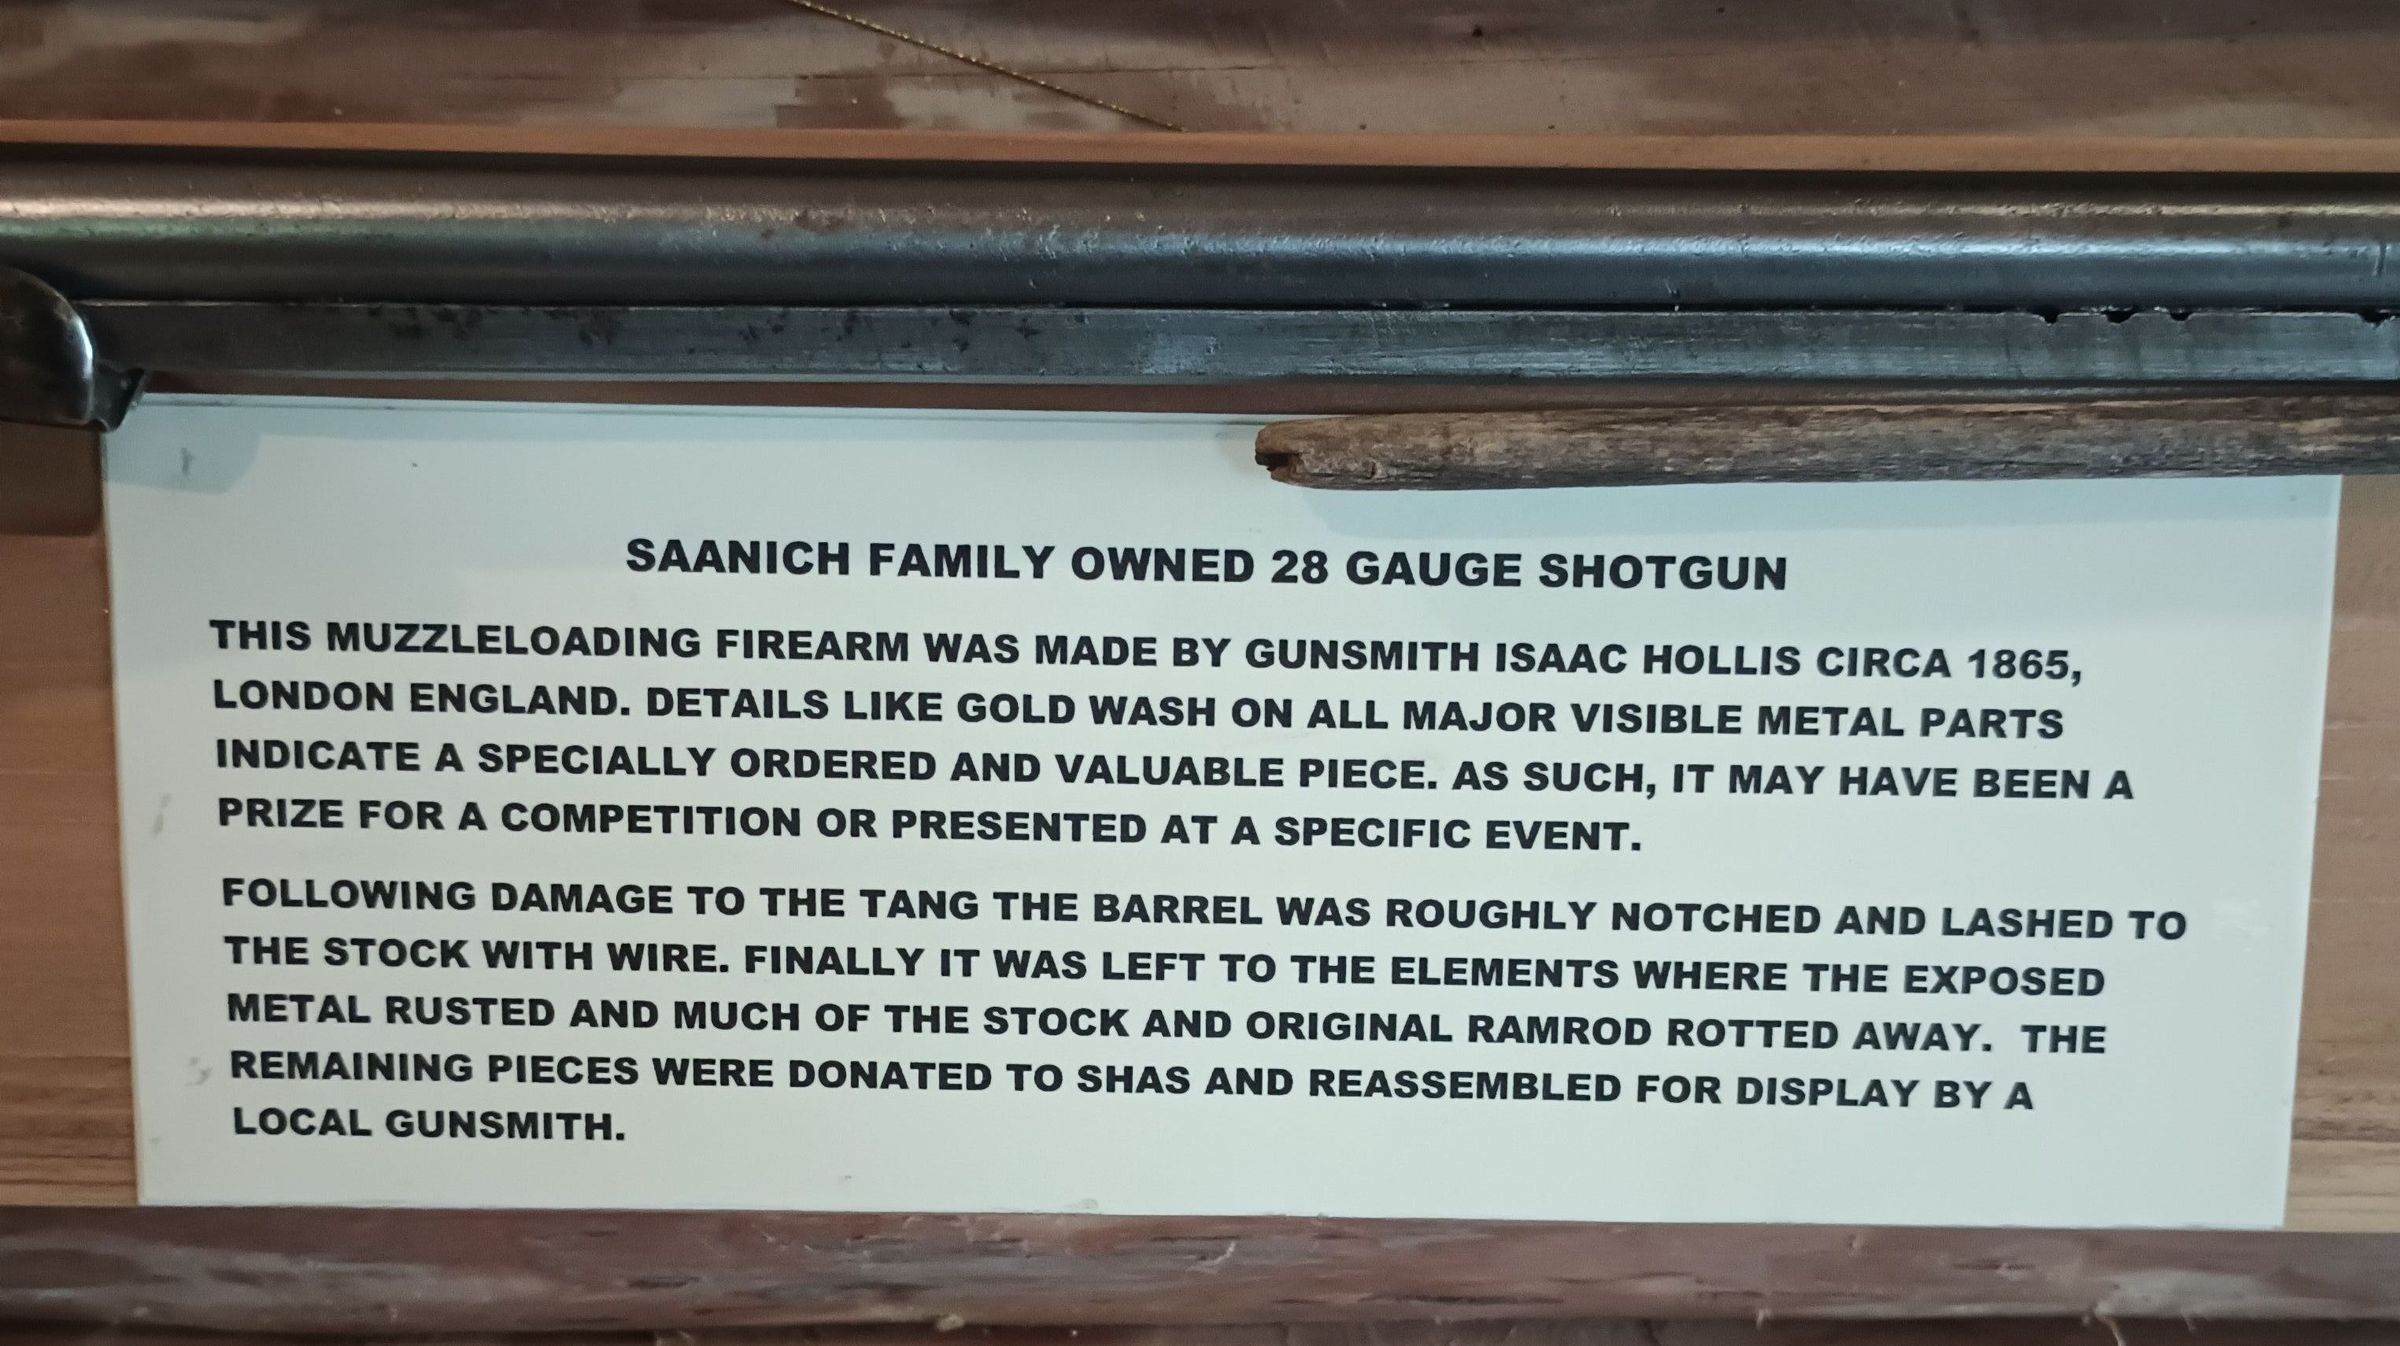 SAANICH FAMILY OWNED 28 GAUGE SHOTGUN
THIS MUZZLELOADING FIREARM WAS MADE BY GUNSMITH ISAAC HOLLIS CIRCA 1865,
LONDON ENGLAND. DETAILS LIKE GOLD WASH ON ALL MAJOR VISIBLE METAL PARTS
INDICATE A SPECIALLY ORDERED AND VALUABLE PIECE. AS SUCH, IT MAY HAVE BEEN A
PRIZE FOR A COMPETITION OR PRESENTED AT A SPECIFIC EVENT.
FOLLOWING DAMAGE TO THE TANG THE BARREL WAS ROUGHLY NOTCHED AND LASHED TO
THE STOCK WITH WIRE. FINALLY IT WAS LEFT TO THE ELEMENTS WHERE THE EXPOSED
METAL RUSTED AND MUCH OF THE STOCK AND ORIGINAL RAMROD ROTTED AWAY.  THE
REMAINING PIECES WERE DONATED TO SHAS AND REASSEMBLED FOR DISPLAY BY A
LOCAL GUNSMITH.